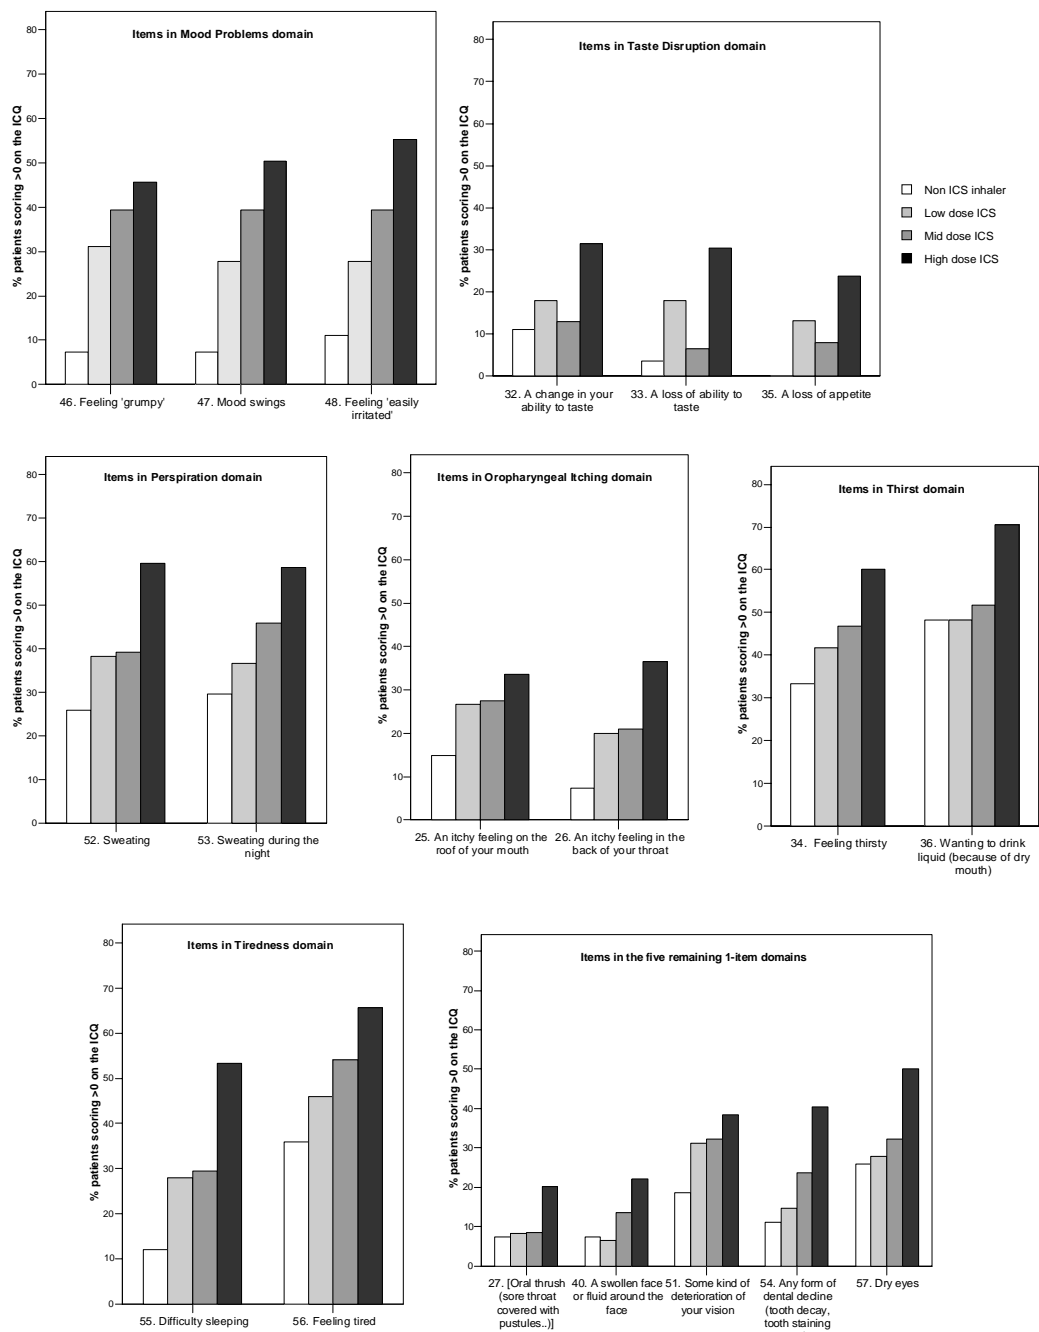 Items in Mood Problems domain
% patients scoring >0 on the ICQ
80
70
60
50
40
30
20
10
0
46. Feeling 'grumpy'
47. Mood swings
48. Feeling 'easily
irritated'
Items in Taste Disruption domain
% patients scoring >0 on the ICQ
80
70
60
50
40
30
20
10
0
32. A change in your
ability to taste
33. A loss of ability to
taste
35. A loss of appetite
Non ICS inhaler
Low dose ICS
Mid dose ICS
High dose ICS
Items in Perspiration domain
% patients scoring >0 on the ICQ
80
70
60
50
40
30
20
10
0
52. Sweating
53. Sweating during the
night
Items in Oropharyngeal Itching domain
% patients scoring >0 on the ICQ
80
70
60
50
40
30
20
10
0
25. An itchy feeling on the
roof of your mouth
26. An itchy feeling in the
back of your throat
Items in Thirst domain
% patients scoring >0 on the ICQ
80
70
60
50
40
30
20
10
0
34. Feeling thirsty
36. Wanting to drink
liquid (because of dry
mouth)
Items in Tiredness domain
% patients scoring >0 on the ICQ
80
70
60
50
40
30
20
10
0
55. Difficulty sleeping
56. Feeling tired
Items in the five remaining 1-item domains
% patients scoring >0 on the ICQ
80
70
60
50
40
30
20
10
0
27. [Oral thrush
(sore throat
covered with
pustules..)]
40. A swollen face
or fluid around the
face
51. Some kind of
deterioration of
your vision
54. Any form of
dental decline
(tooth decay,
tooth staining
57. Dry eyes